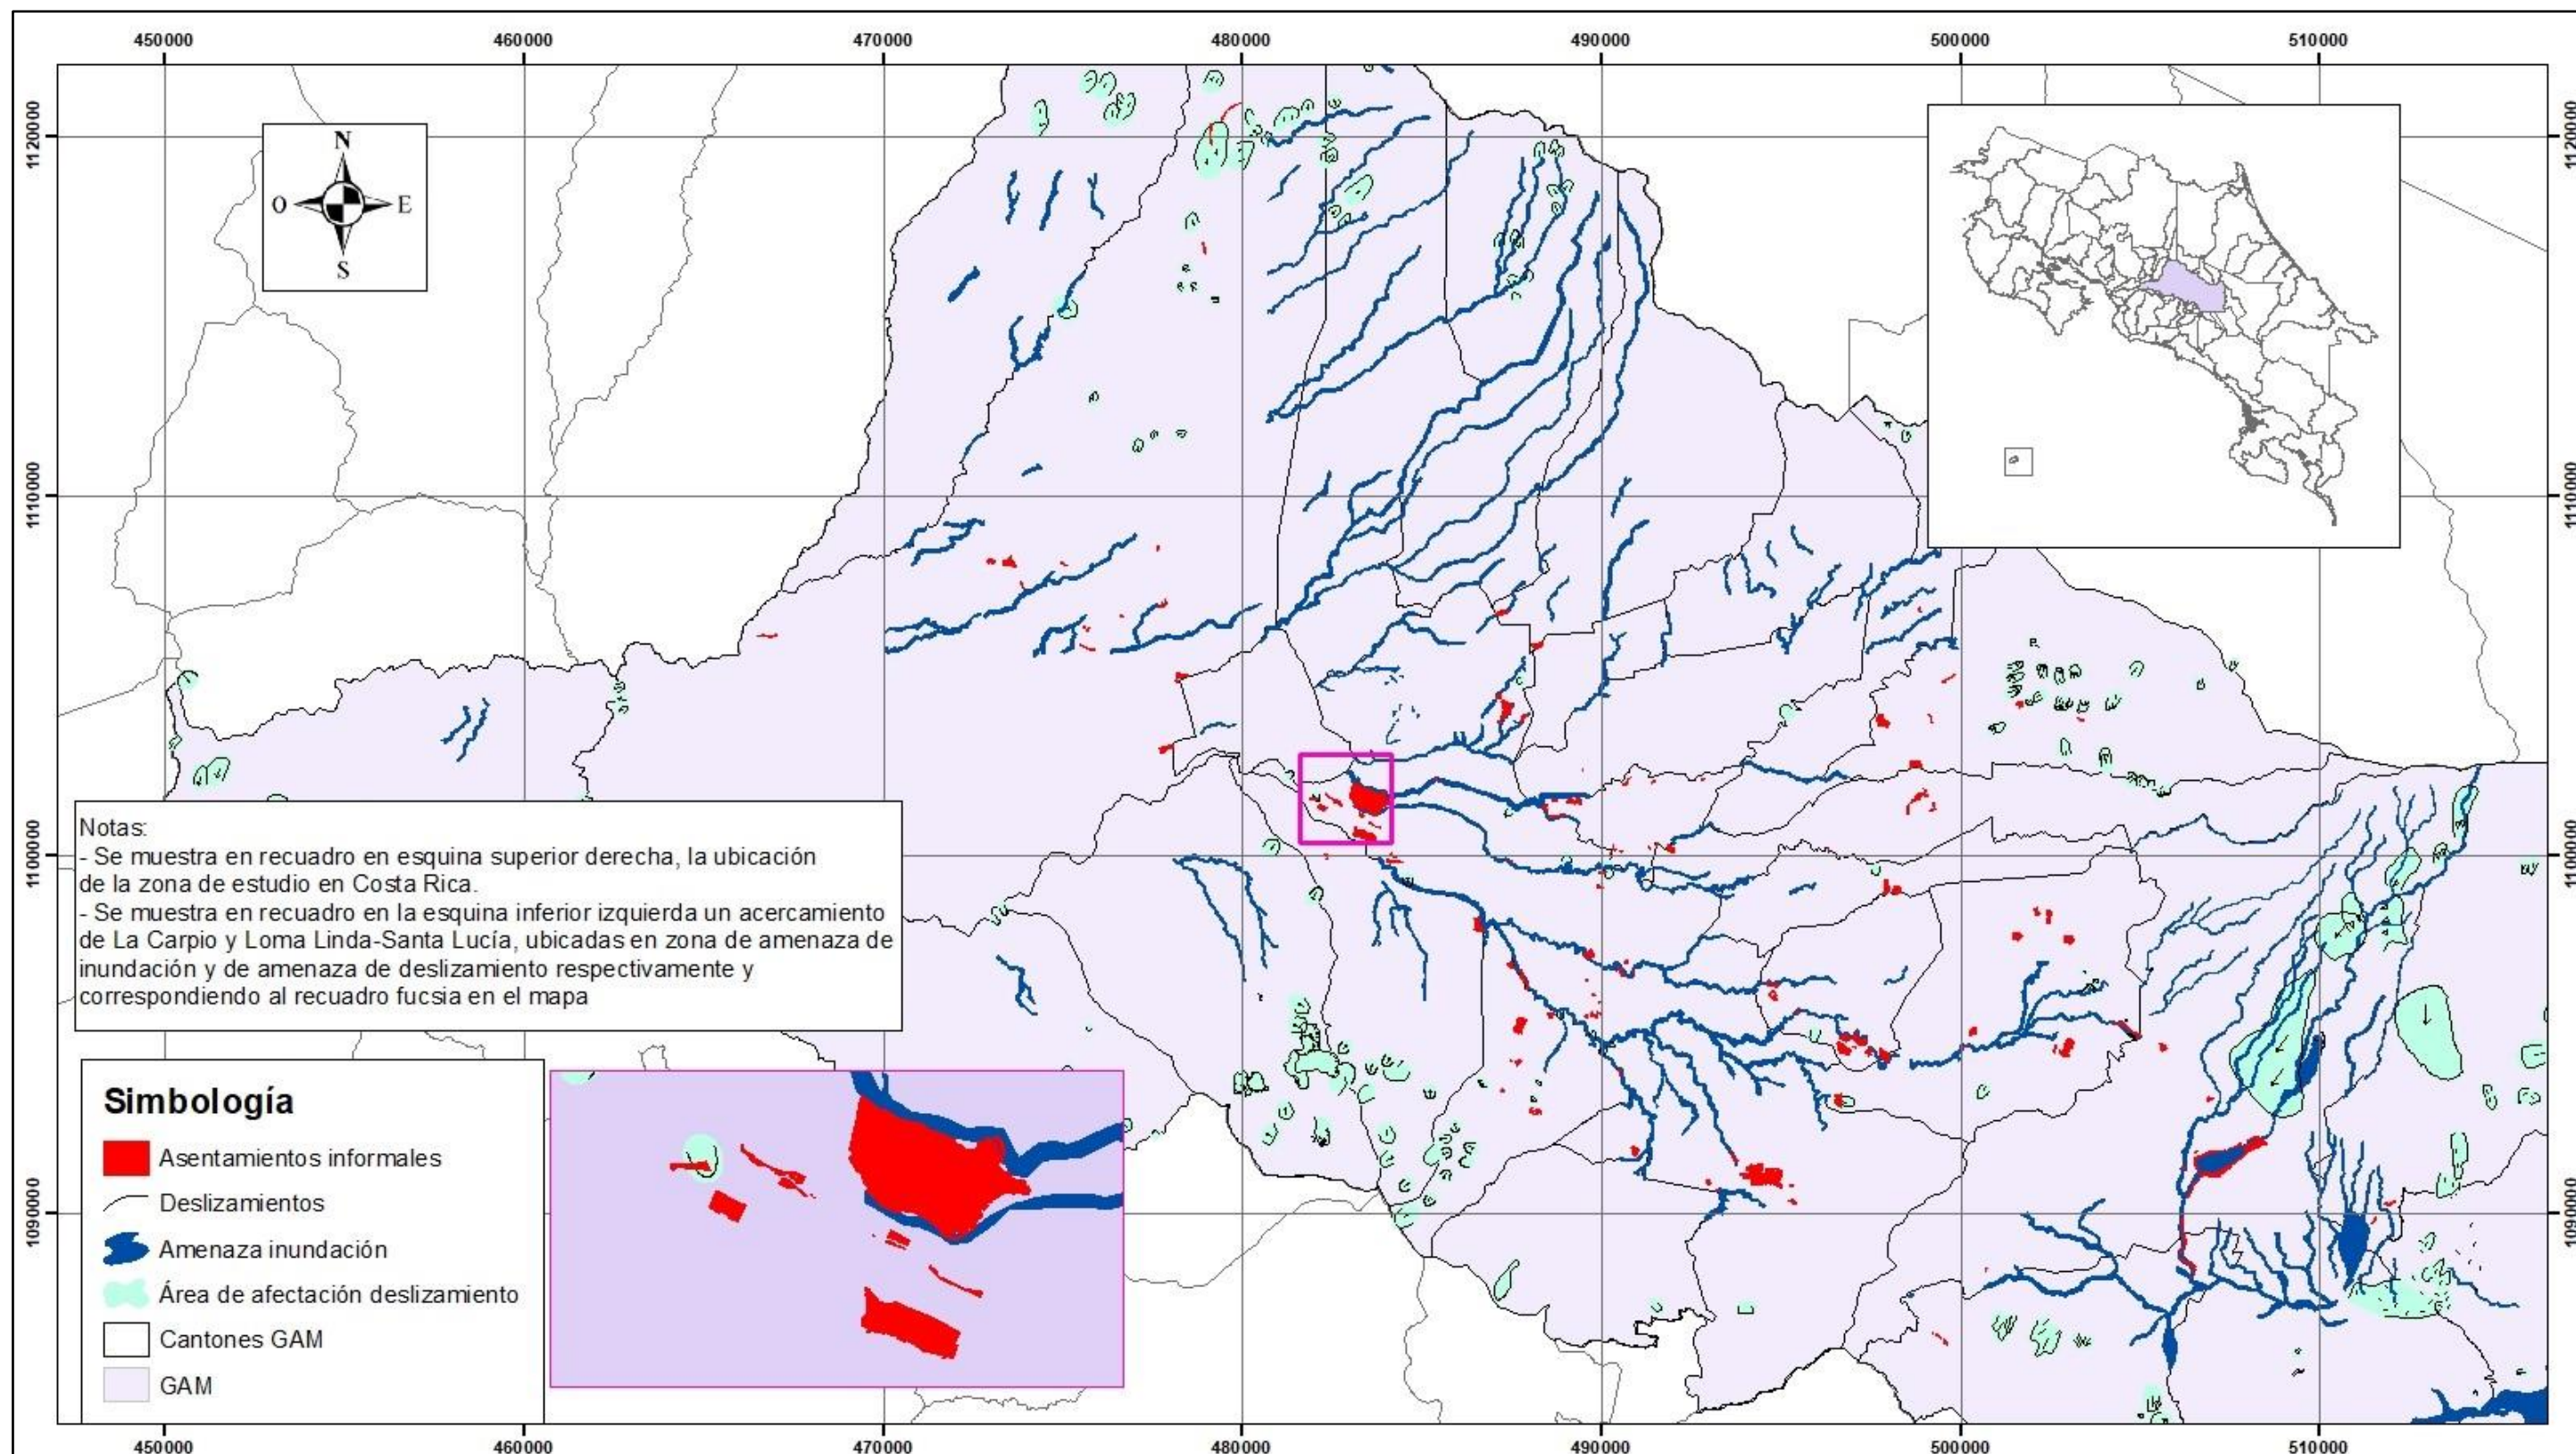 450000
460000
470000
480000
490000
500000
510000
1120000
1120000
N
O
E
S
1110000
1110000
1100000
1100000
Notas:
- Se muestra en recuadro en esquina superior derecha, la ubicación
de la zona de estudio en Costa Rica.
- Se muestra en recuadro en la esquina inferior izquierda un acercamiento
de La Carpio y Loma Linda-Santa Lucía, ubicadas en zona de amenaza de
inundación y de amenaza de deslizamiento respectivamente y
correspondiendo al recuadro fucsia en el mapa
Simbología
Asentamientos informales
Deslizamientos
Amenaza inundación
Área de afectación deslizamiento
Cantones GAM
GAM
1090000
1090000
450000
460000
470000
480000
490000
500000
510000